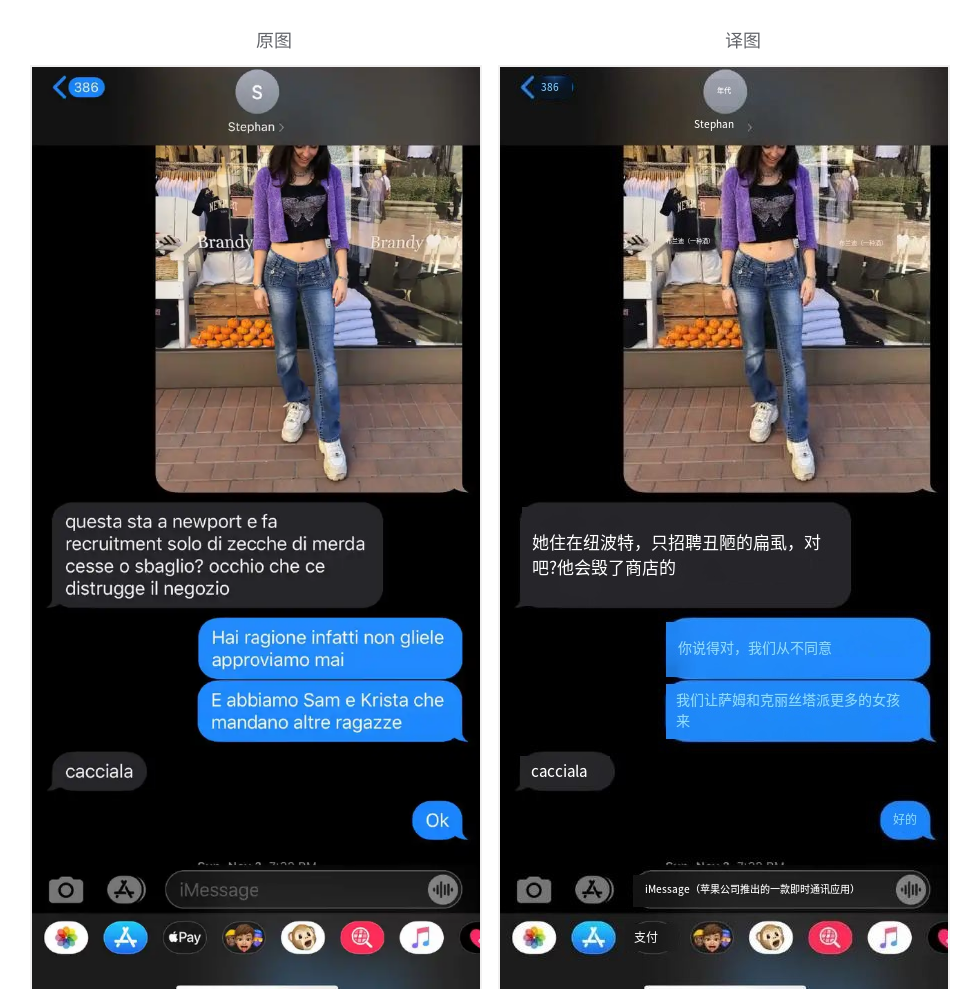 原图
译图
386
S
Stephan
NEWPORT
Brandy
Brandy
questa sta a newport e fa
recruitment solo di zecche di merda
cesse o sbaglio? occhio che ce
distrugge il negozio
Hai ragione infatti non gliele
approviamo mai
E abbiamo Sam e Krista che
mandano altre ragazze
cacciala
Ok
iMessage
Pay
386
年代
Stephan
布兰迪（一种酒）
布兰迪（一种酒）
她住在纽波特，只招聘丑陋的扁虱，对
吧?他会毁了商店的
你说得对，我们从不同意
我们让萨姆和克丽丝塔派更多的女孩
来
cacciala
好的
iMessage（苹果公司推出的一款即时通讯应用）
支付